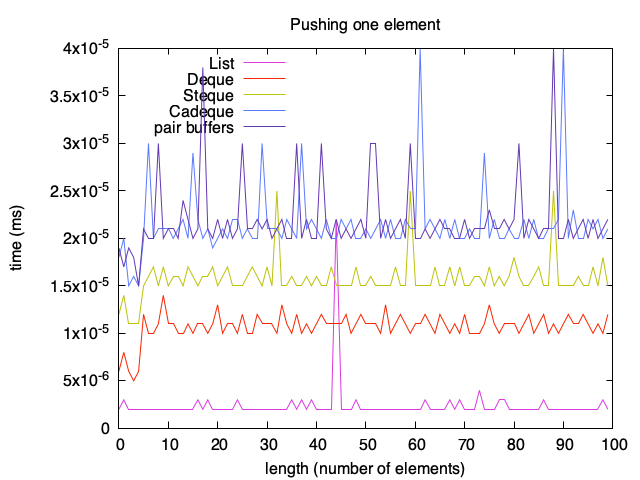 Pushing one element
4x10-5
3.5x10-5
3x10-5
2.5x10-5
2x10-5
1.5x10-5
1x10-5
5x10-6
0
time (ms)
List
Deque
Steque
Cadeque
pair buffers
0 10 20 30 40 50 60 70 80 90 100
length (number of elements)